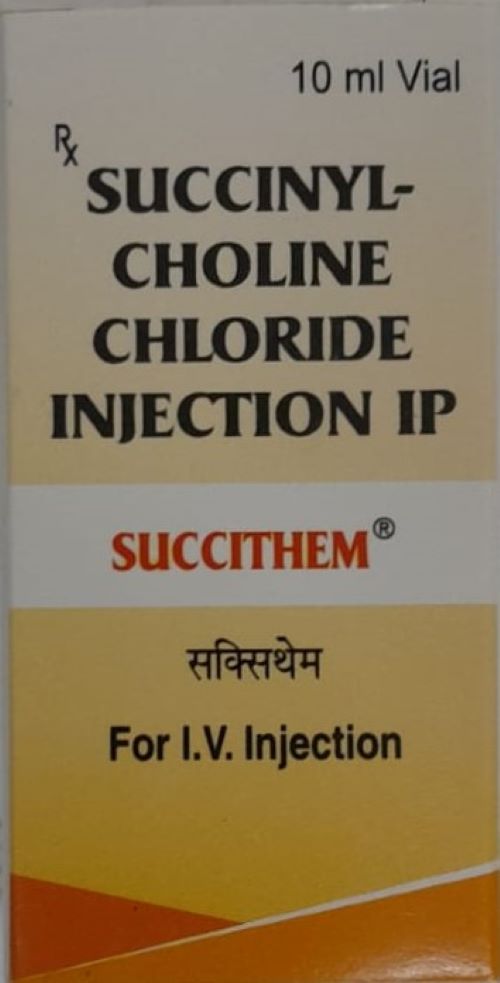 10 ml Vial
Rx
SUCCINYL-
CHOLINE
CHLORIDE
INJECTION IP
SUCCITHEM®
सक्सिथेम
For I.V. Injection